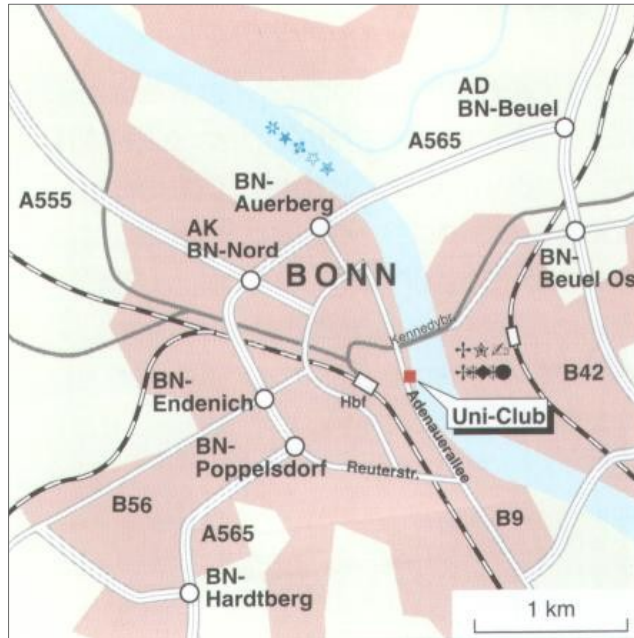 AD
BN-Beuel
A565
A555
BN-
Auerberg
AK
BN-Nord
BONN
BN-
Beuel Os
Kennedybr.
B42
BN-
Endenich
Hbf
Uni-Club
Adenauerallee
BN-
Poppelsdorf
Reuterstr.
B56
A565
B9
BN-
Hardtberg
1 km